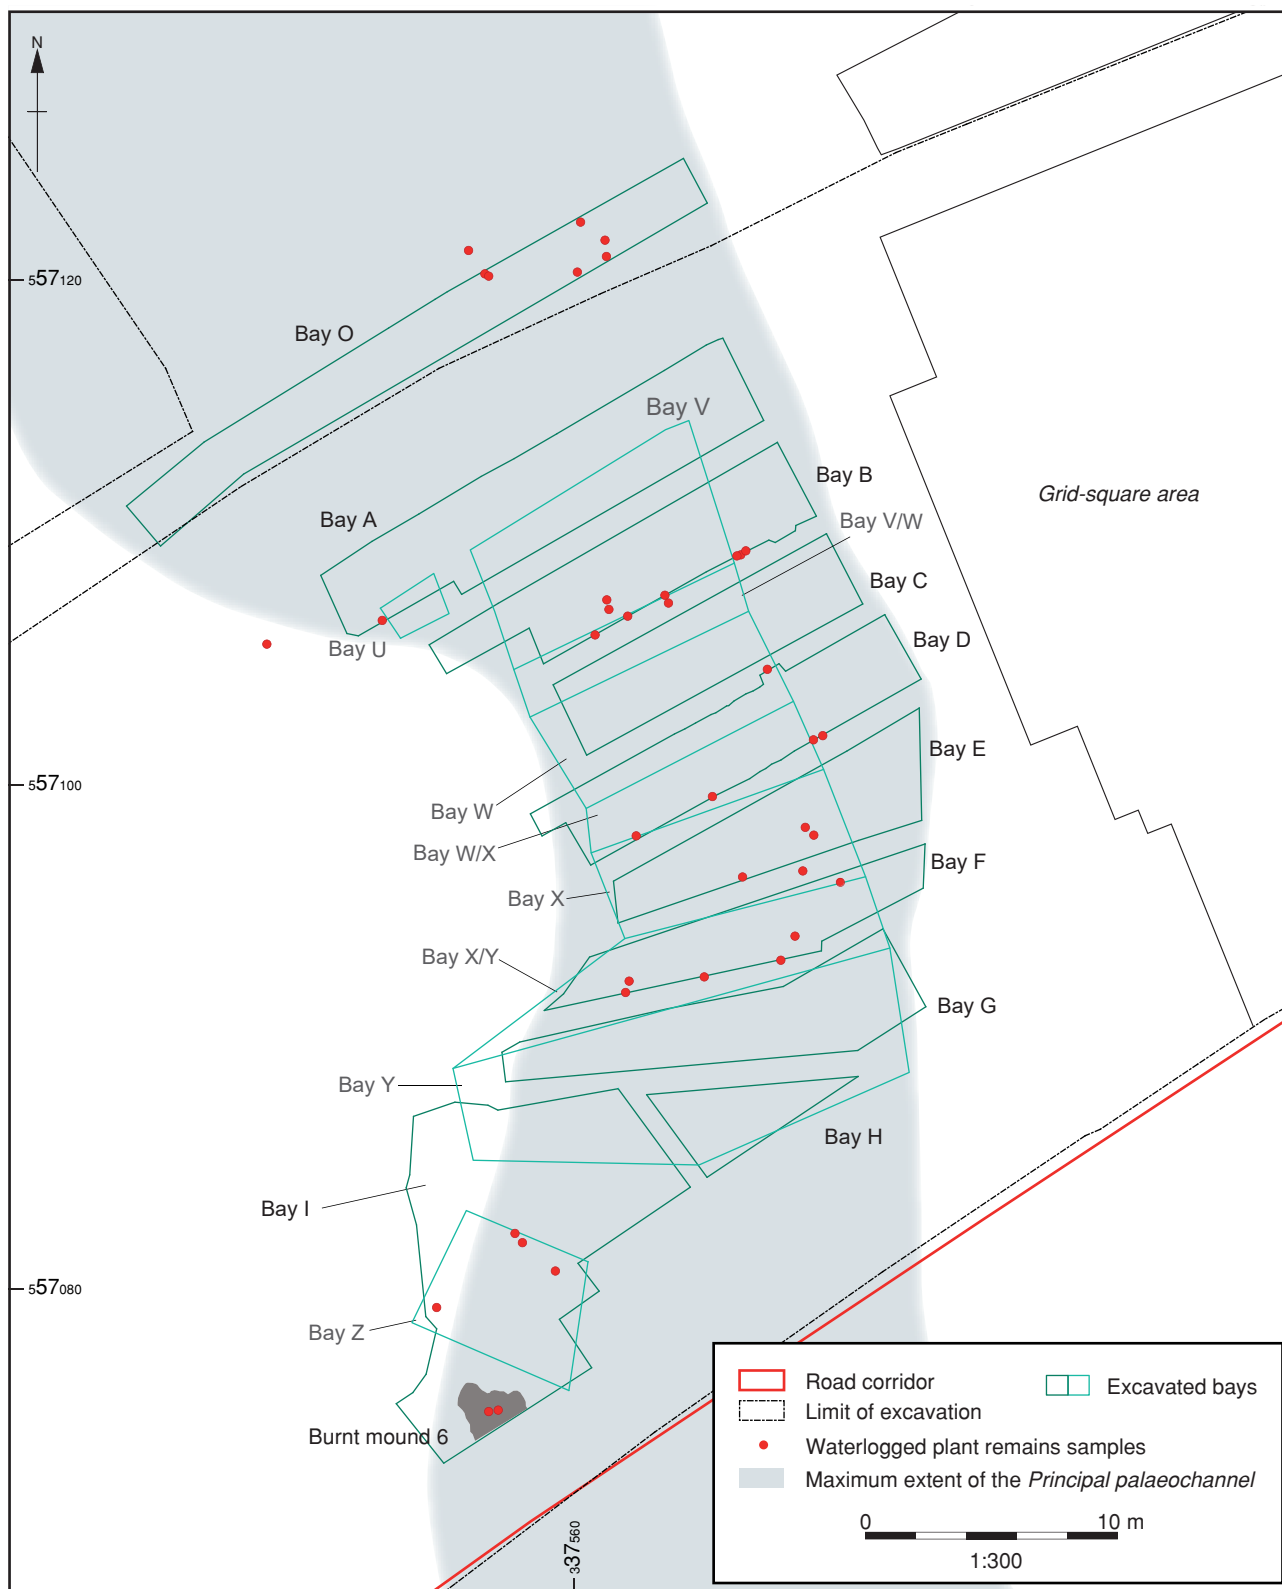 N
557120
Bay O
Bay V
Bay B
Grid-square area
Bay A
Bay V/W
Bay C
Bay D
Bay U
Bay E
557100
Bay W
Bay W/X
Bay F
Bay X
Bay X/Y
Bay G
Bay Y
Bay H
Bay I
557080
Bay Z
Burnt mound 6
337560
Road corridor
Excavated bays
Limit of excavation
Waterlogged plant remains samples
Maximum extent of the Principal palaeochannel
0 10 m
1:300